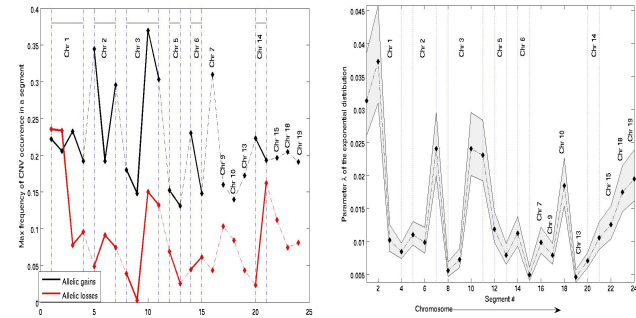 0.4
0.35
0.3
0.25
0.2
0.15
0.1
0.05
0
Max frequency of CNV occurrence in a segment
Chr 1
Chr 2
Chr 3
Chr 5
Chr 6
Chr 7
Chr 9
Chr 10
Chr 13
Chr 14
Chr 15
Chr 18
Chr 19
Allelic gains
Allelic losses
0 5 10 15 20 25
0.045
0.04
0.035
0.03
0.025
0.02
0.015
0.01
0.005
Parameter λ of the exponential distribution
Chr 1
Chr 2
Chr 3
Chr 5
Chr 6
Chr 7
Chr 9
Chr 10
Chr 13
Chr 14
Chr 15
Chr 18
Chr 19
2 4 6 8 10 12 14 16 18 20 22 24
Segment #
Chromosome